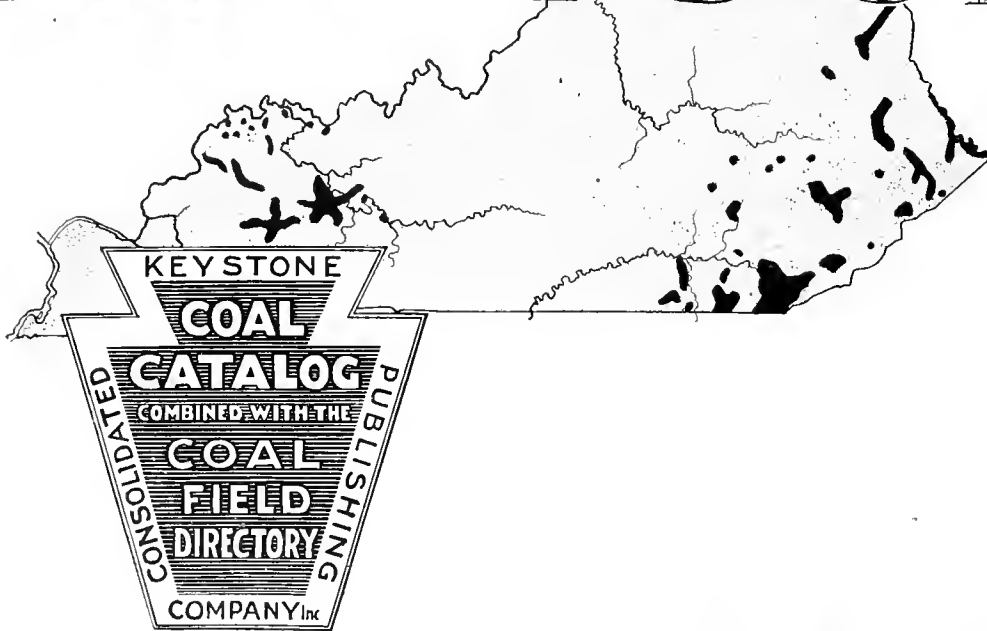 KEYSTONE
COAL
CATALOG
COMBINED WITH THE
COAL
FIELD
DIRECTORY
CONSOLIDATED
PUBLISHING
COMPANY Inc